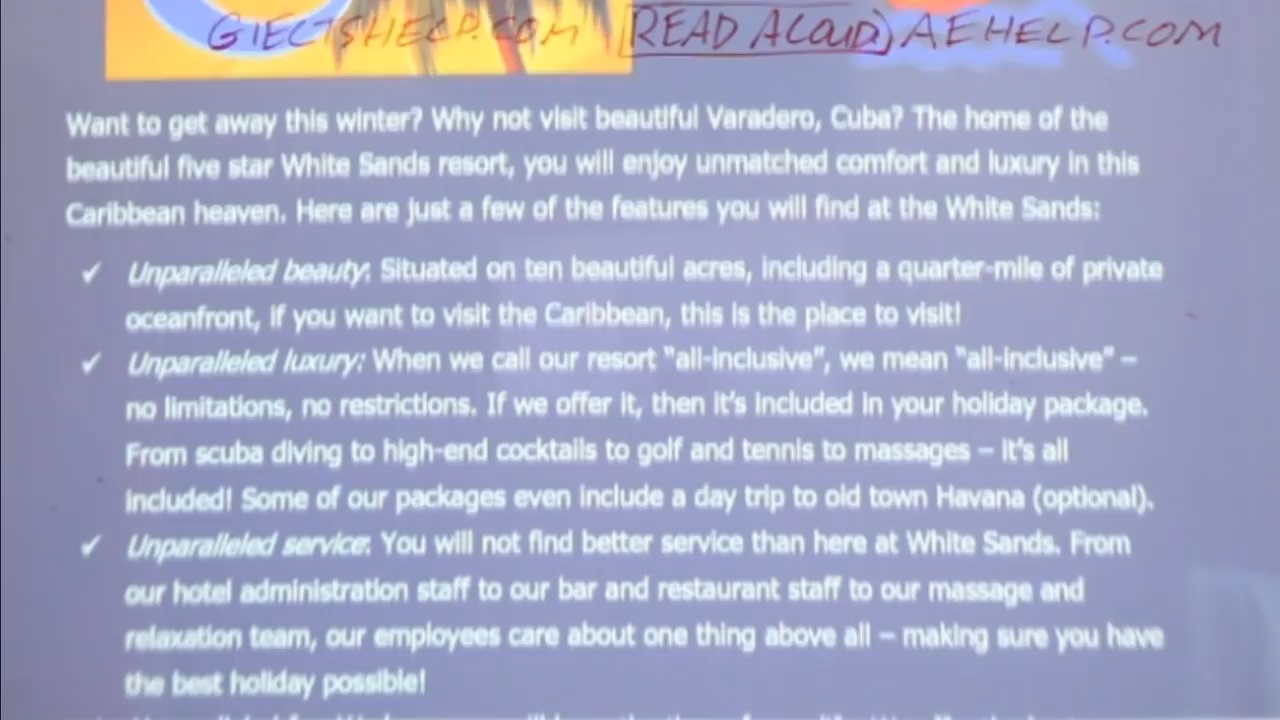 GIELTSHELP.COM [READ ALOUD] AEHELP.COM
Want to get away this winter? Why not visit beautiful Varadero, Cuba? The home of the
beautiful five star White Sands resort, you will enjoy unmatched comfort and luxury in this
Caribbean heaven. Here are just a few of the features you will find at the White Sands:
✓ Unparalleled beauty: Situated on ten beautiful acres, including a quarter-mile of private
oceanfront, if you want to visit the Caribbean, this is the place to visit!
✓ Unparalleled luxury: When we call our resort "all-inclusive", we mean "all-inclusive" –
no limitations, no restrictions. If we offer it, then it's included in your holiday package.
From scuba diving to high-end cocktails to golf and tennis to massages – it's all
included! Some of our packages even include a day trip to old town Havana (optional).
✓ Unparalleled service: You will not find better service than here at White Sands. From
our hotel administration staff to our bar and restaurant staff to our massage and
relaxation team, our employees care about one thing above all – making sure you have
the best holiday possible!